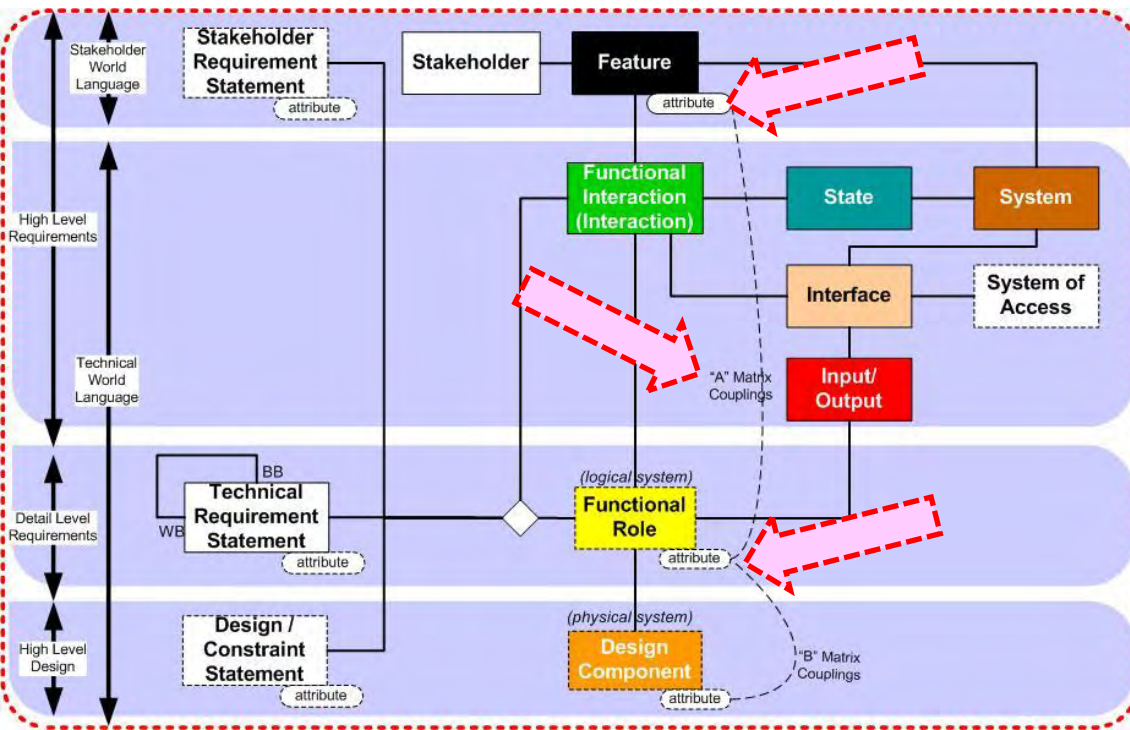 Stakeholder
World
Language
Stakeholder
Requirement
Statement
attribute
Stakeholder
Feature
attribute
High Level
Requirements
Functional
Interaction
(Interaction)
State
System
Interface
System of
Access
Technical
World
Language
"A" Matrix
Couplings
Input/
Output
Detail Level
Requirements
BB
WB
Technical
Requirement
Statement
attribute
(logical system)
Functional
Role
attribute
High Level
Design
Design /
Constraint
Statement
attribute
(physical system)
Design
Component
attribute
"B" Matrix
Couplings